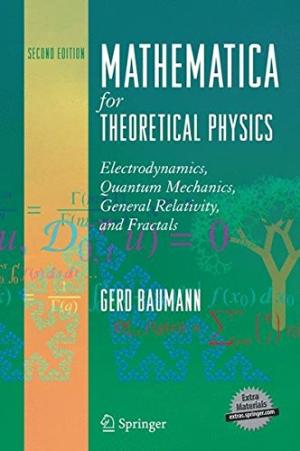 SECOND EDITION
MATHEMATICA
for
THEORETICAL PHYSICS
Electrodynamics,
Quantum Mechanics,
General Relativity,
and Fractals
GERD BAUMANN
Extra
Materials
extras.springer.com
Springer